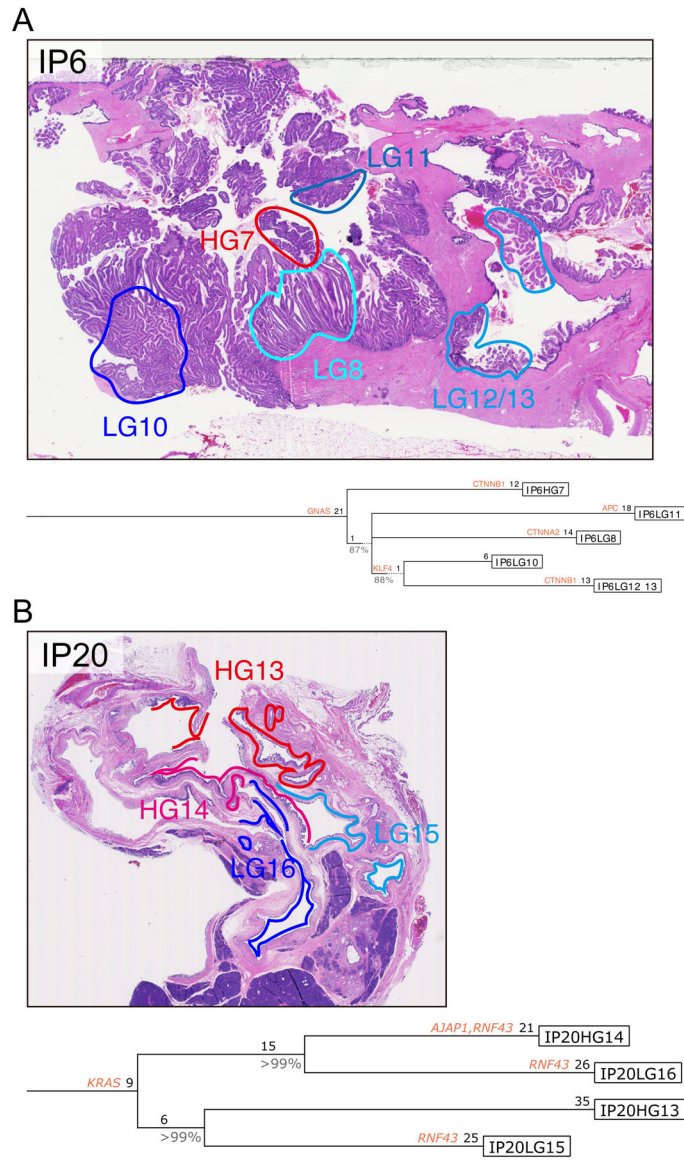 A
IP6
LG11
HG7
LG8
LG12/13
LG10
CTNNB1 12 IP6HG7
GNAS 21
APC 18 IP6LG11
CTNNA2 14 IP6LG8
1
87%
6 IP6LG10
KLF4 1
88%
CTNNB1 13 IP6LG12 13
B
IP20
HG13
HG14
LG15
LG16
AJAP1,RNF43 21 IP20HG14
15
>99%
RNF43 26 IP20LG16
KRAS 9
35 IP20HG13
6
>99%
RNF43 25 IP20LG15